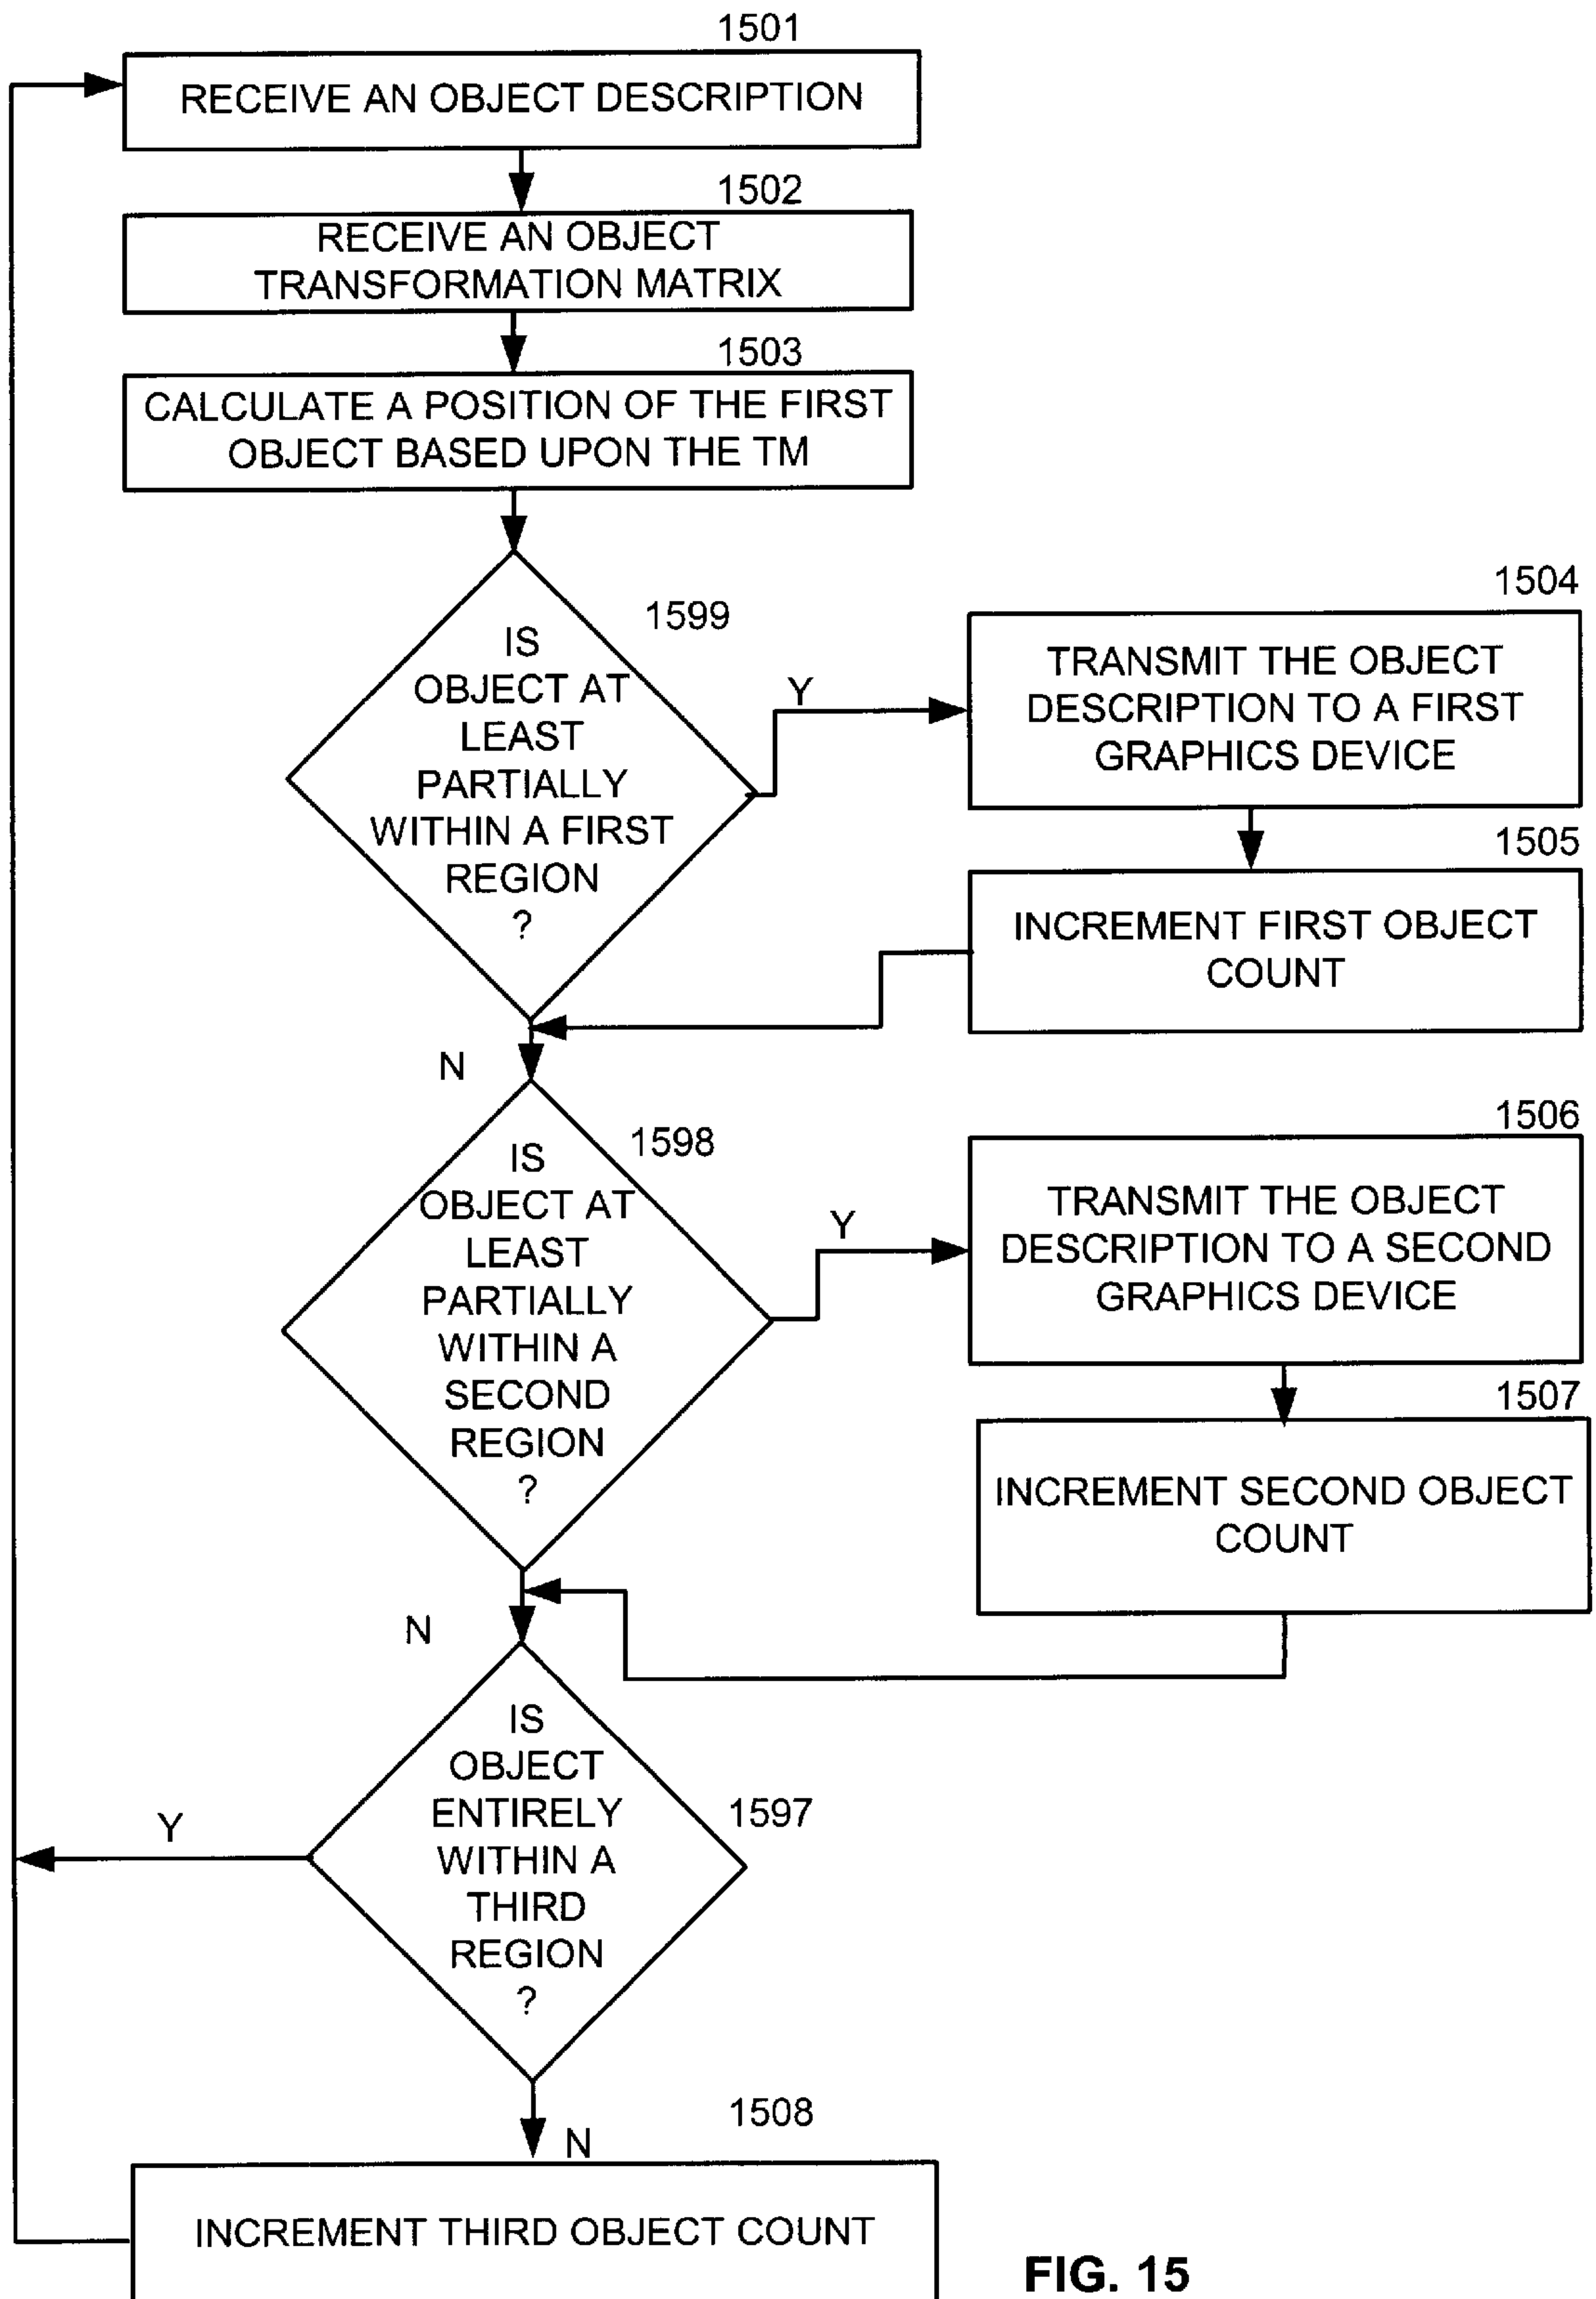 1501
RECEIVE AN OBJECT DESCRIPTION
1502
RECEIVE AN OBJECT
TRANSFORMATION MATRIX
1503
CALCULATE A POSITION OF THE FIRST
OBJECT BASED UPON THE TM
1599
IS
OBJECT AT
LEAST
PARTIALLY
WITHIN A FIRST
REGION
?
Y
1504
TRANSMIT THE OBJECT
DESCRIPTION TO A FIRST
GRAPHICS DEVICE
1505
INCREMENT FIRST OBJECT
COUNT
N
1598
IS
OBJECT AT
LEAST
PARTIALLY
WITHIN A
SECOND
REGION
?
Y
1506
TRANSMIT THE OBJECT
DESCRIPTION TO A SECOND
GRAPHICS DEVICE
1507
INCREMENT SECOND OBJECT
COUNT
N
IS
OBJECT
ENTIRELY
WITHIN A
THIRD
REGION
?
1597
Y
N
1508
INCREMENT THIRD OBJECT COUNT
FIG. 15